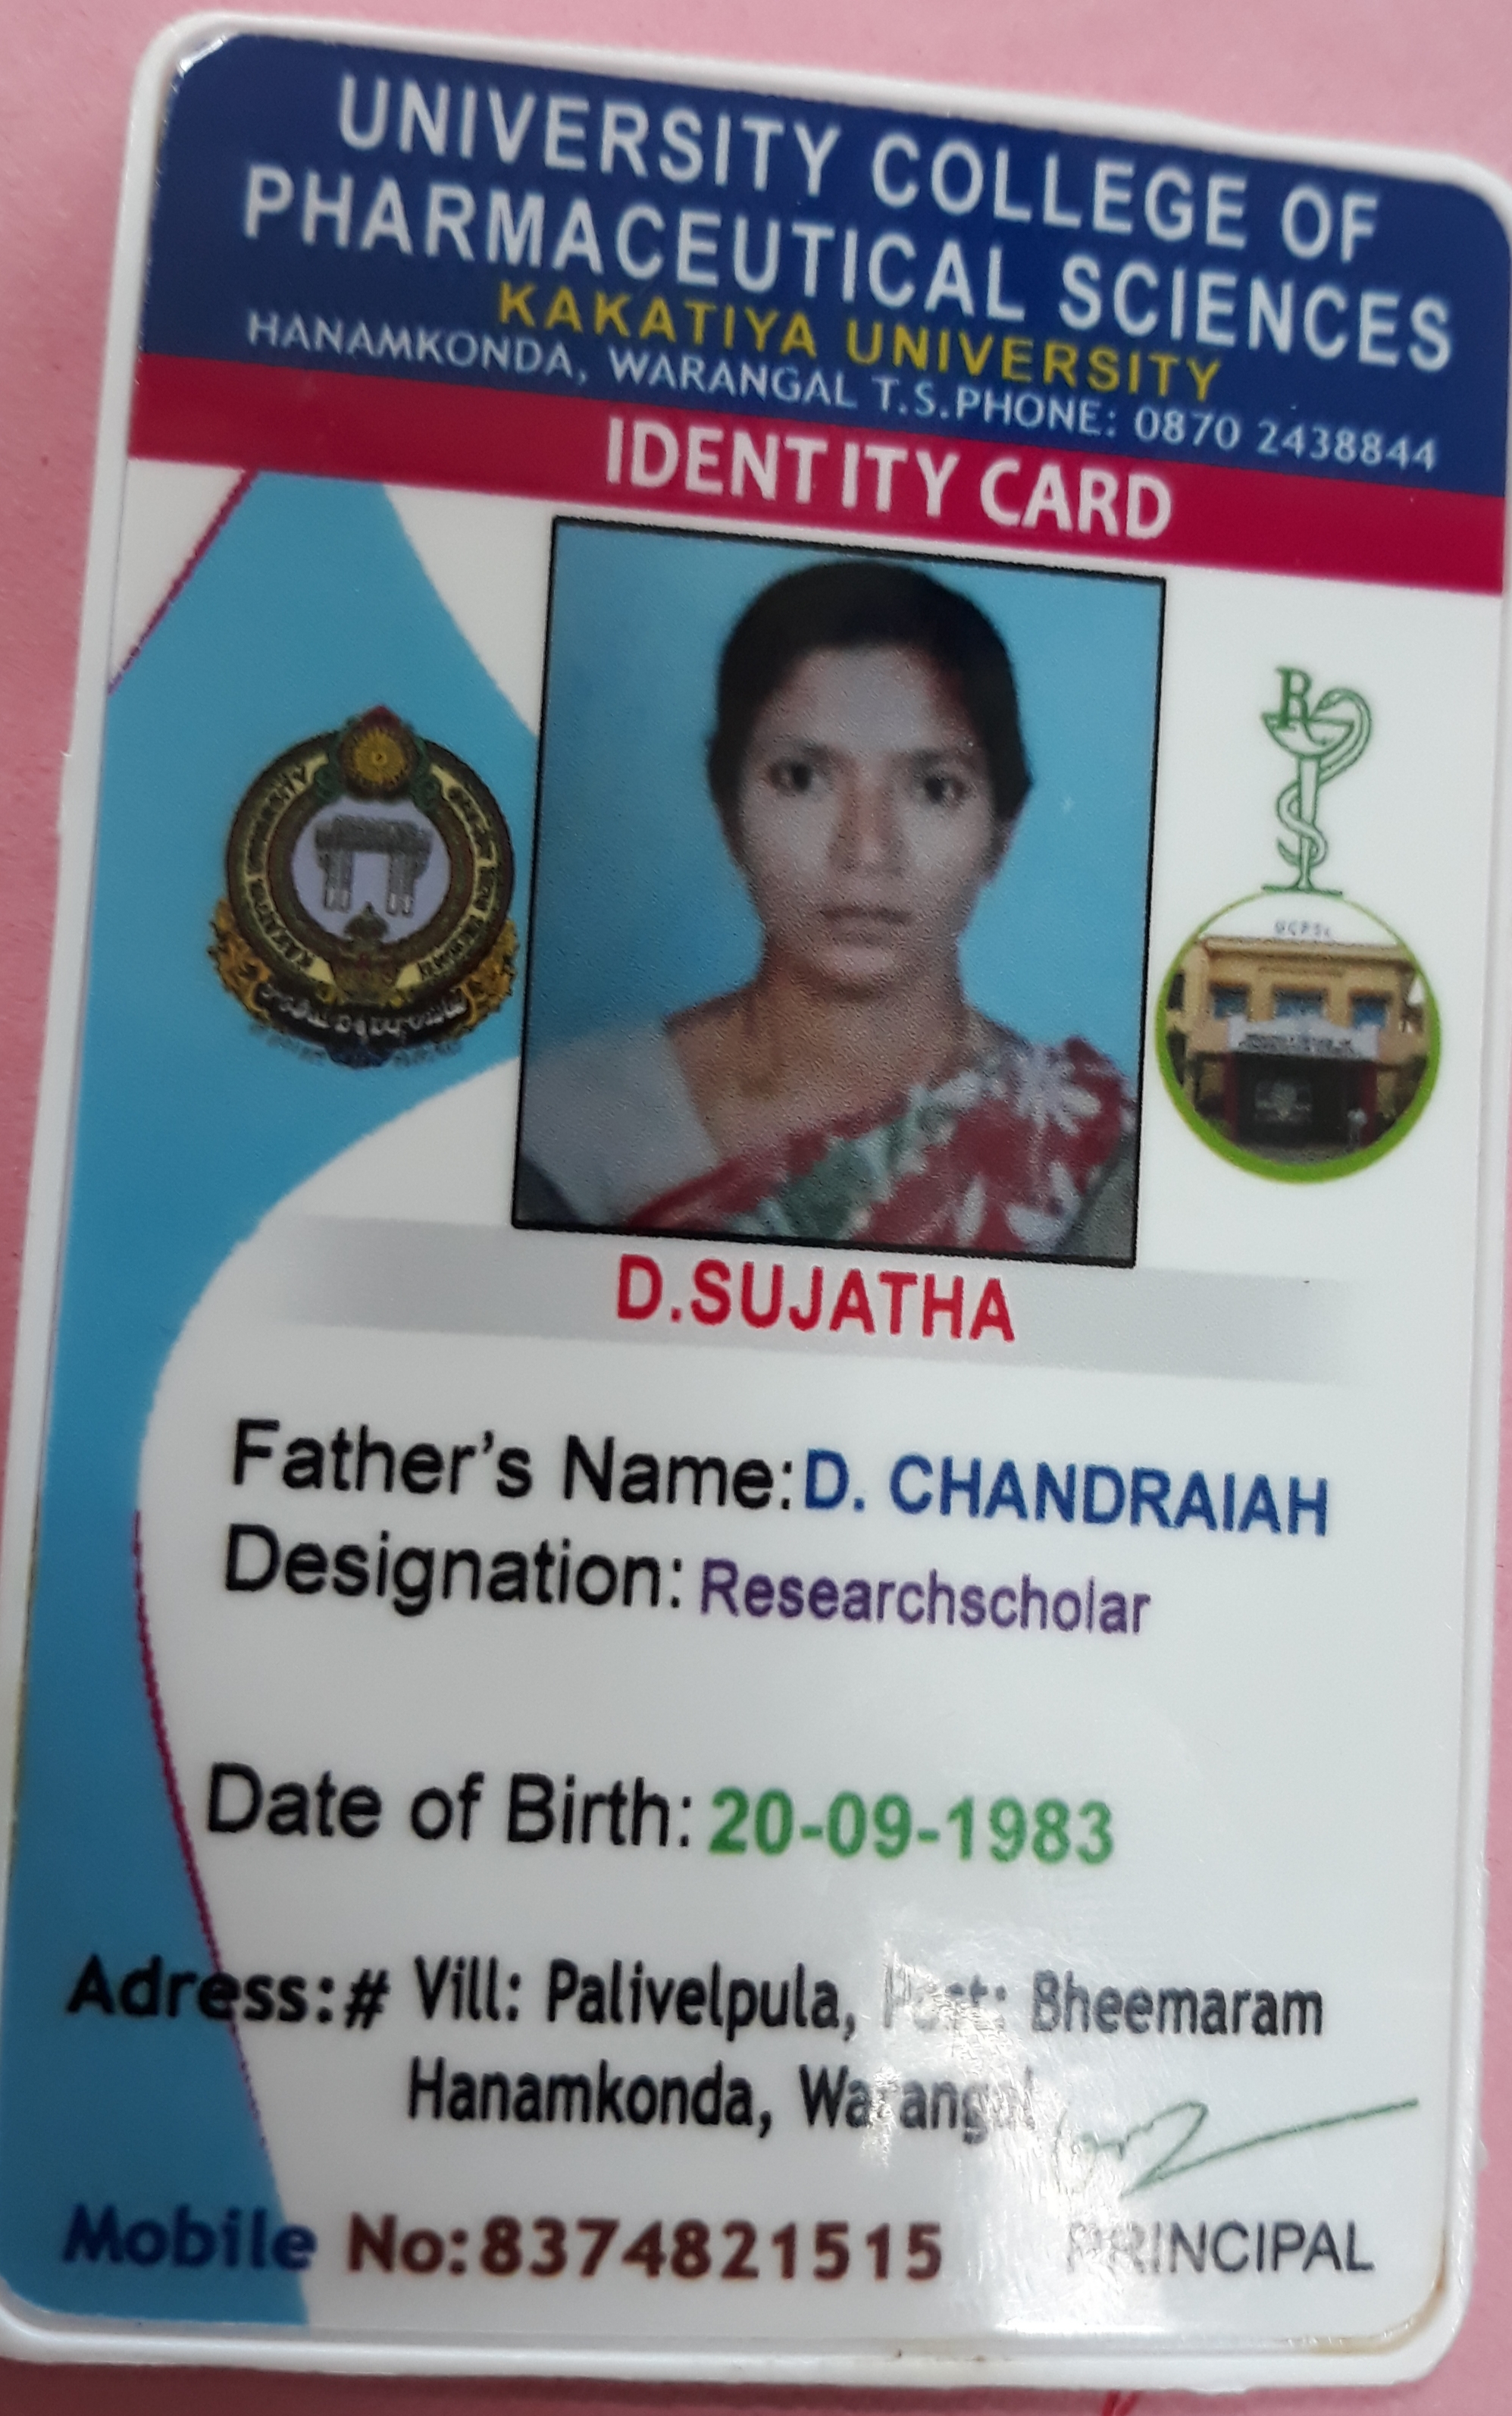 UNIVERSITY COLLEGE OF
PHARMACEUTICAL SCIENCES
KAKATIYA UNIVERSITY
HANAMKONDA, WARANGAL T.S.PHONE: 0870 2438844
IDENTITY CARD
R
UCPSc
D.SUJATHA
Father's Name:D. CHANDRAIAH
Designation: Researchscholar
Date of Birth: 20-09-1983
Adress:# Vill: Palivelpula, Post: Bheemaram
Hanamkonda, Warangal
Mobile No:8374821515
PRINCIPAL